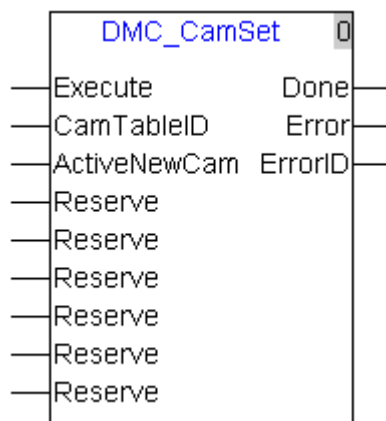 DMC_CamSet 0
Execute Done
CamTableID Error
ActiveNewCam ErrorID
Reserve
Reserve
Reserve
Reserve
Reserve
Reserve